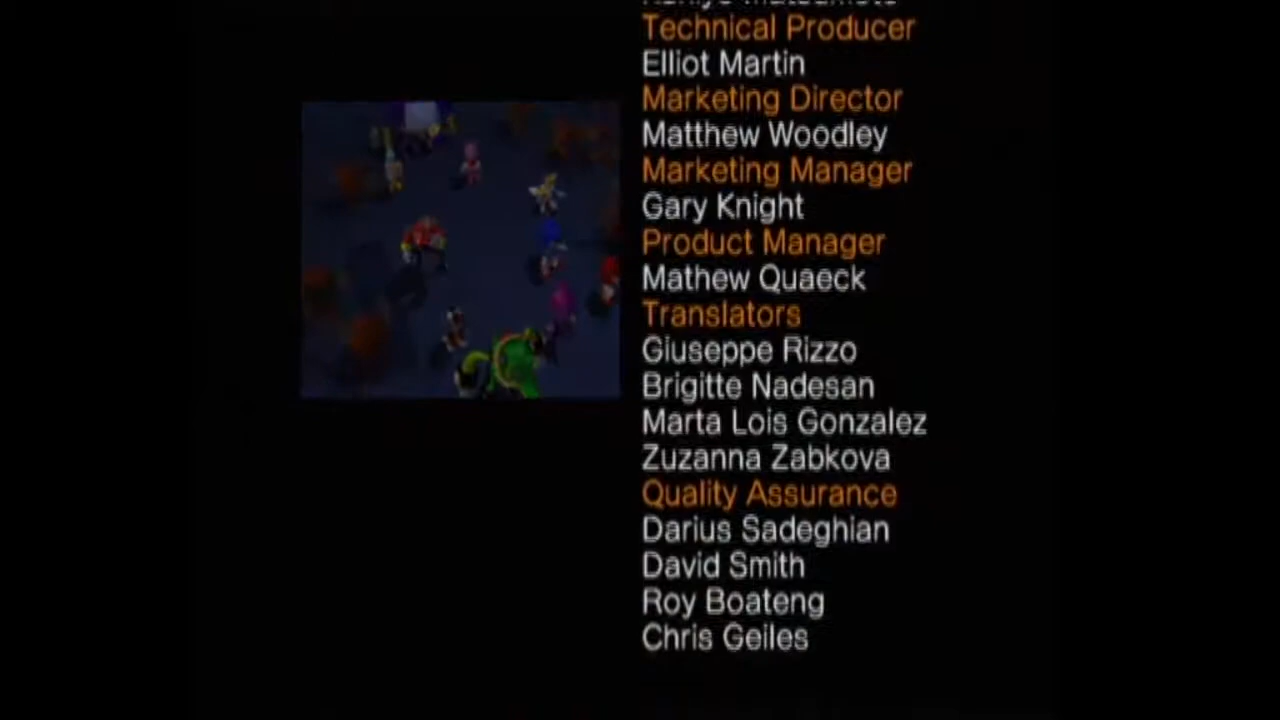 Technical Producer
Elliot Martin
Marketing Director
Matthew Woodley
Marketing Manager
Gary Knight
Product Manager
Mathew Quaeck
Translators
Giuseppe Rizzo
Brigitte Nadesan
Marta Lois Gonzalez
Zuzanna Zabkova
Quality Assurance
Darius Sadeghian
David Smith
Roy Boateng
Chris Geiles